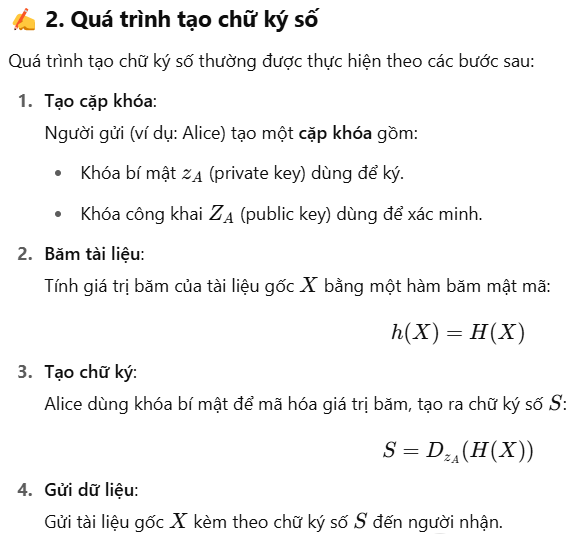 ✍️ 2. Quá trình tạo chữ ký số
Quá trình tạo chữ ký số thường được thực hiện theo các bước sau:
1. Tạo cặp khóa:
Người gửi (ví dụ: Alice) tạo một cặp khóa gồm:
• Khóa bí mật z_A (private key) dùng để ký.
• Khóa công khai Z_A (public key) dùng để xác minh.
2. Băm tài liệu:
Tính giá trị băm của tài liệu gốc X bằng một hàm băm mật mã:
h(X) = H(X)
3. Tạo chữ ký:
Alice dùng khóa bí mật để mã hóa giá trị băm, tạo ra chữ ký số S:
S = D_{z_A}(H(X))
4. Gửi dữ liệu:
Gửi tài liệu gốc X kèm theo chữ ký số S đến người nhận.